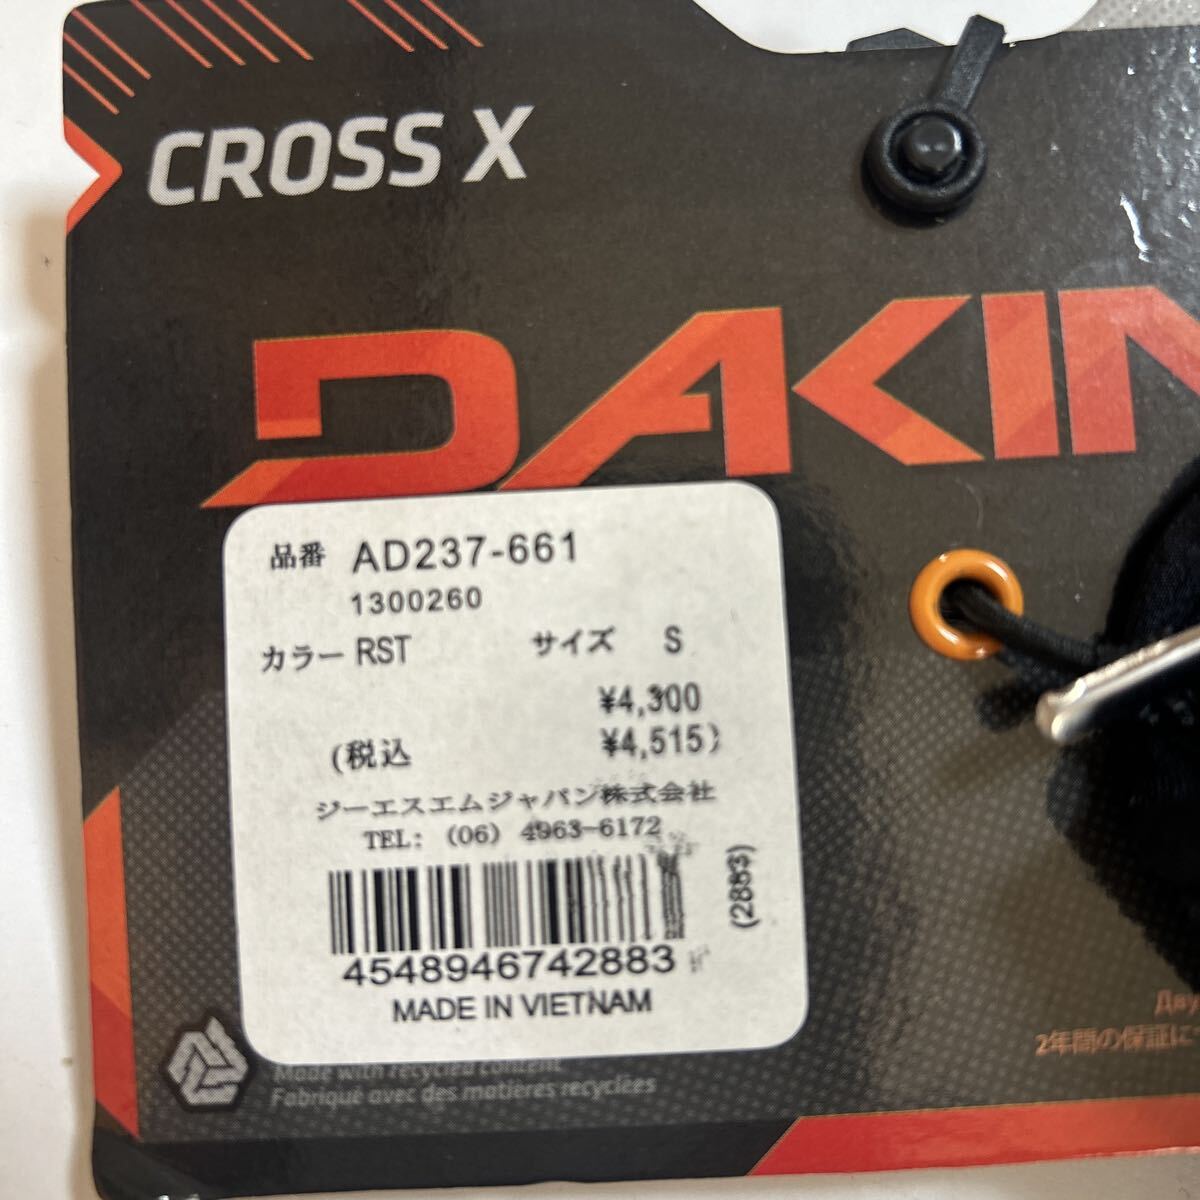 CROSS X
DAKIN
品番 AD237-661
1300260
カラー RST サイズ S
¥4,300
(税込 ¥4,515)
ジーエスエムジャパン株式会社
TEL: (06) 4963-6172
(2883)
4548946742883
MADE IN VIETNAM
Made with recycled content
Fabriqué avec des matières recyclées
Дву
2年間の保証に